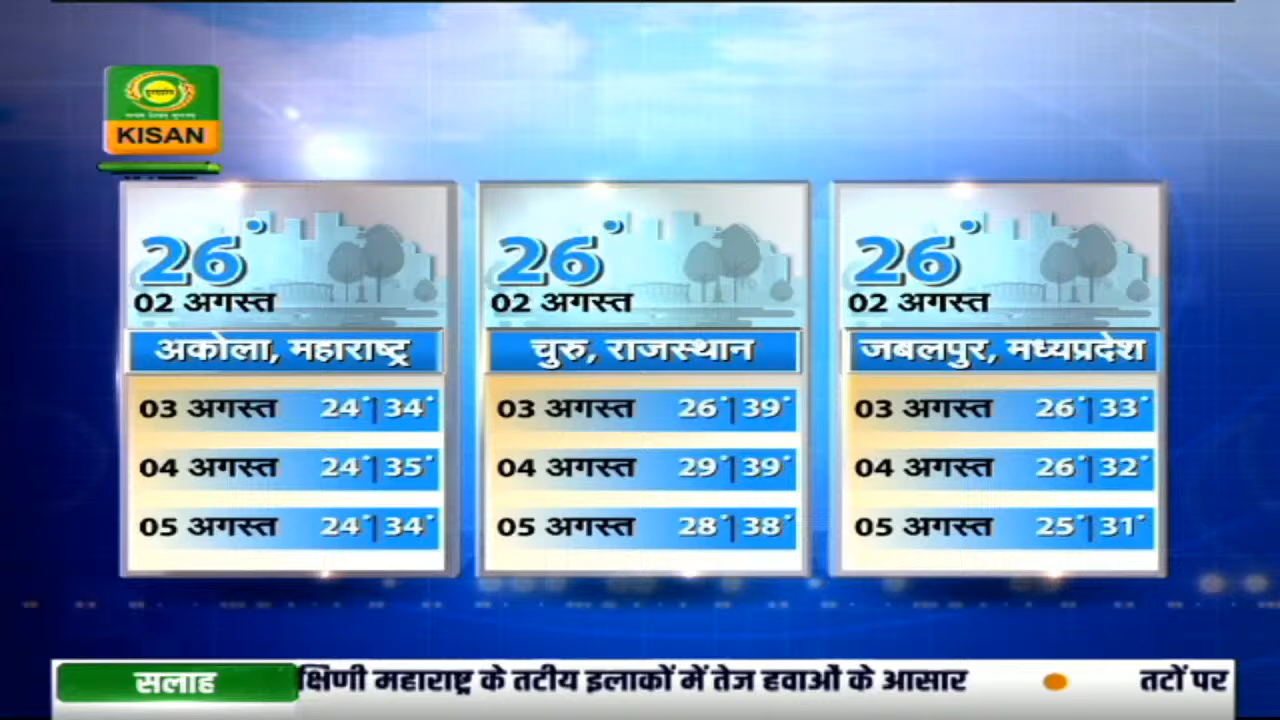 KISAN
26°
02 अगस्त
अकोला, महाराष्ट्र
03 अगस्त 24° | 34°
04 अगस्त 24° | 35°
05 अगस्त 24° | 34°
26°
02 अगस्त
चुरु, राजस्थान
03 अगस्त 26° | 39°
04 अगस्त 29° | 39°
05 अगस्त 28° | 38°
26°
02 अगस्त
जबलपुर, मध्यप्रदेश
03 अगस्त 26° | 33°
04 अगस्त 26° | 32°
05 अगस्त 25° | 31°
सलाह क्षिणी महाराष्ट्र के तटीय इलाकों में तेज हवाओं के आसार तटों पर